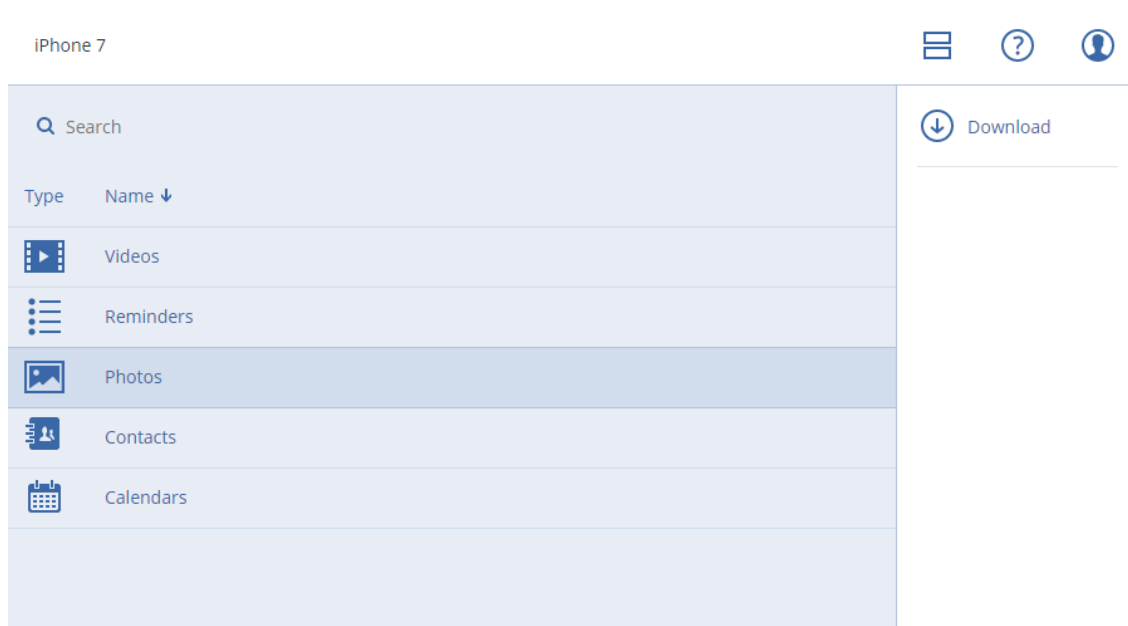 iPhone 7
?
Search
Download
Type Name
Videos
Reminders
Photos
Contacts
Calendars